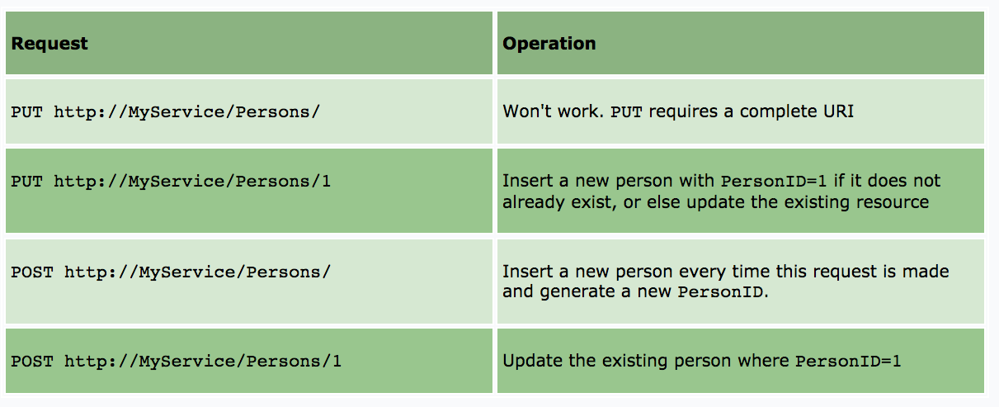 Request
Operation
PUT http://MyService/Persons/
Won't work. PUT requires a complete URI
PUT http://MyService/Persons/1
Insert a new person with PersonID=1 if it does not
already exist, or else update the existing resource
POST http://MyService/Persons/
Insert a new person every time this request is made
and generate a new PersonID.
POST http://MyService/Persons/1
Update the existing person where PersonID=1